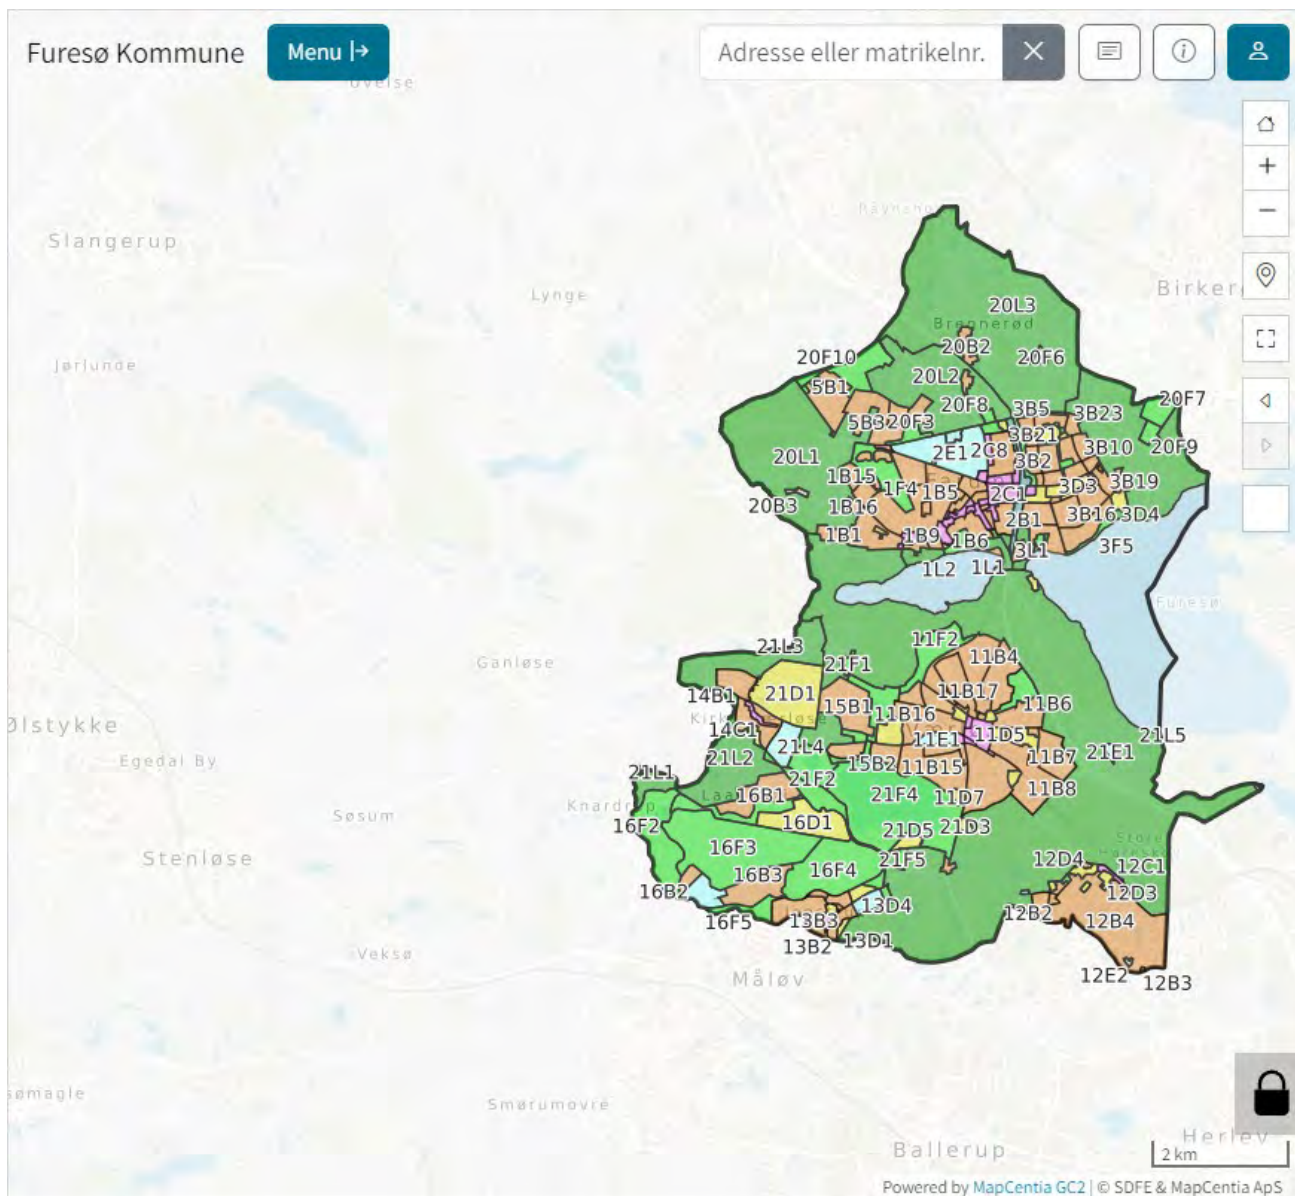 Furesø Kommune
Menu
Adresse eller matrikelnr.
Uvelse
Slangerup
Lynge
Birker
20L3
Brønnerød
Jørlunde
20F10
20B2
20F6
5B1
20L2
20F7
20F8
3B5
3B23
5B3
20F3
3B21
20L1
2E1
2C8
3B10
20F9
3B2
1B15
1F4
1B5
3D3
3B19
20B3
1B16
2C1
1B1
1B9
2B1
3B16
3D4
1B6
3L1
3F5
1L2
1L1
Furesø
11F2
21L3
11B4
Ganløse
21F1
21D1
11B17
14B1
15B1
11B6
Ølstykke
11B16
14C1
11D5
21L5
Egedal By
21L4
11E1
21E1
21L2
15B2
11B15
11B7
21L1
21F2
11B8
Knardrup
16B1
21F4
11D7
Søsum
16F2
16D1
21D5
21D3
Stenløse
16F3
21F5
Store
16B3
16F4
12D4
12C1
16B2
12D3
13D4
12B2
16F5
13B3
12B4
13B2
13D1
Veksø
Måløv
12E2
12B3
Smørumovre
Ballerup
Herlev
2 km
Powered by MapCentia GC2 | © SDFE & MapCentia ApS